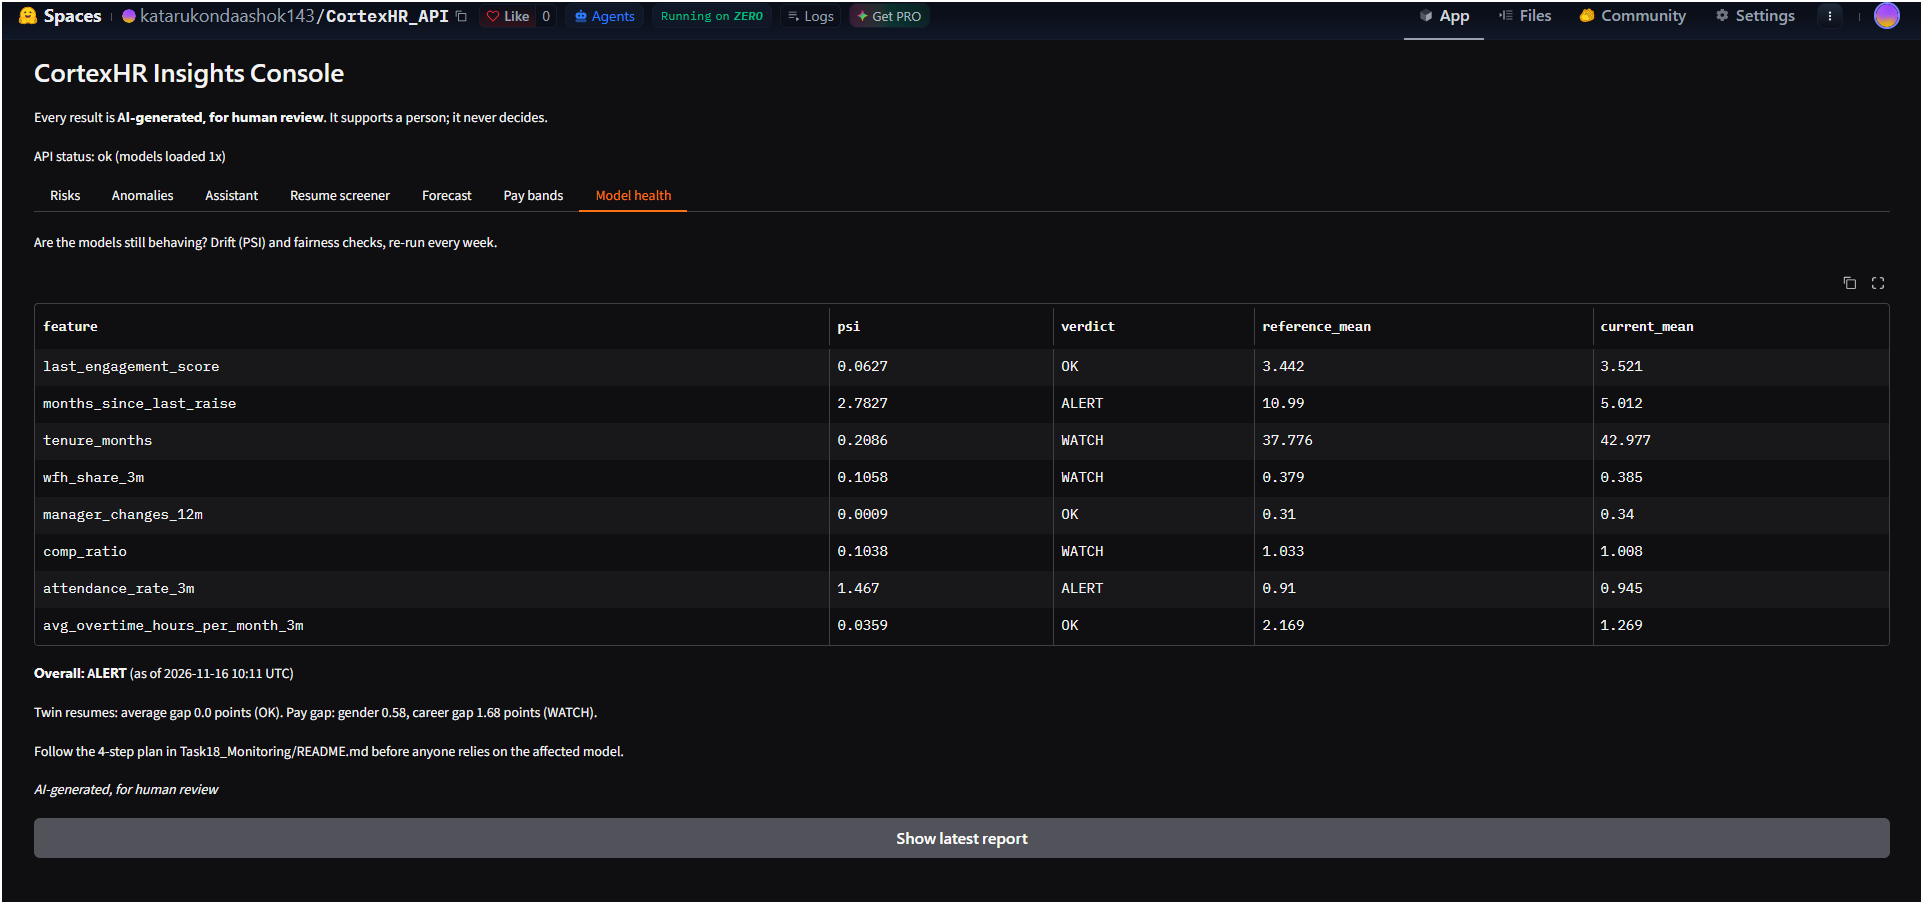 Spaces katarukondaashok143/CortexHR_API Like 0 Agents Running on ZERO Logs Get PRO App Files Community Settings
CortexHR Insights Console
Every result is AI-generated, for human review. It supports a person; it never decides.
API status: ok (models loaded 1x)
Risks Anomalies Assistant Resume screener Forecast Pay bands Model health
Are the models still behaving? Drift (PSI) and fairness checks, re-run every week.
feature psi verdict reference_mean current_mean
last_engagement_score 0.0627 OK 3.442 3.521
months_since_last_raise 2.7827 ALERT 10.99 5.012
tenure_months 0.2086 WATCH 37.776 42.977
wfh_share_3m 0.1058 WATCH 0.379 0.385
manager_changes_12m 0.0009 OK 0.31 0.34
comp_ratio 0.1038 WATCH 1.033 1.008
attendance_rate_3m 1.467 ALERT 0.91 0.945
avg_overtime_hours_per_month_3m 0.0359 OK 2.169 1.269
Overall: ALERT (as of 2026-11-16 10:11 UTC)
Twin resumes: average gap 0.0 points (OK). Pay gap: gender 0.58, career gap 1.68 points (WATCH).
Follow the 4-step plan in Task18_Monitoring/README.md before anyone relies on the affected model.
AI-generated, for human review
Show latest report